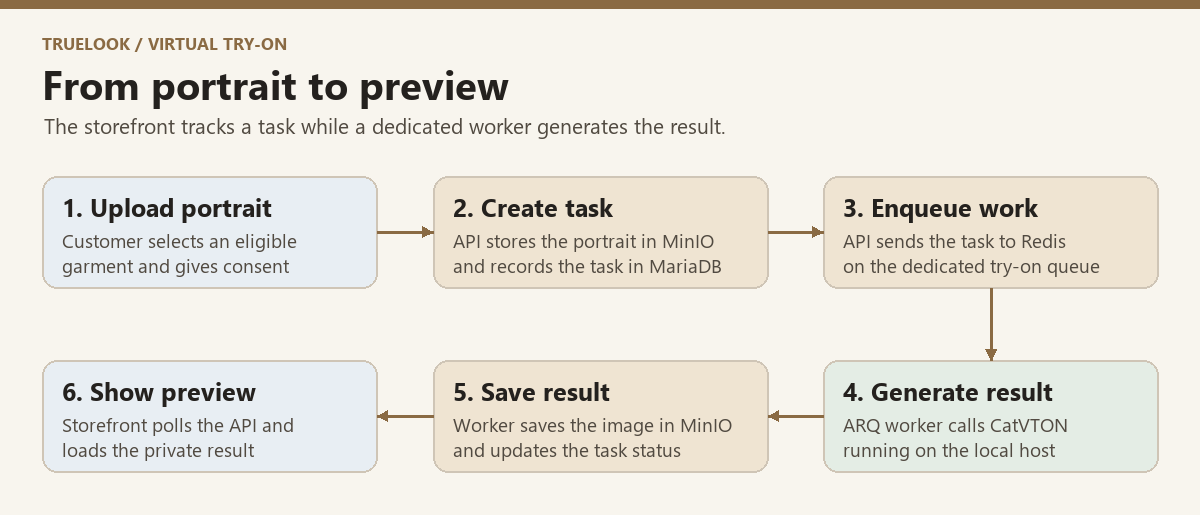 TRUELOOK / VIRTUAL TRY-ON
From portrait to preview
The storefront tracks a task while a dedicated worker generates the result.
1. Upload portrait
Customer selects an eligible
garment and gives consent
2. Create task
API stores the portrait in MinIO
and records the task in MariaDB
3. Enqueue work
API sends the task to Redis
on the dedicated try-on queue
4. Generate result
ARQ worker calls CatVTON
running on the local host
5. Save result
Worker saves the image in MinIO
and updates the task status
6. Show preview
Storefront polls the API and
loads the private result